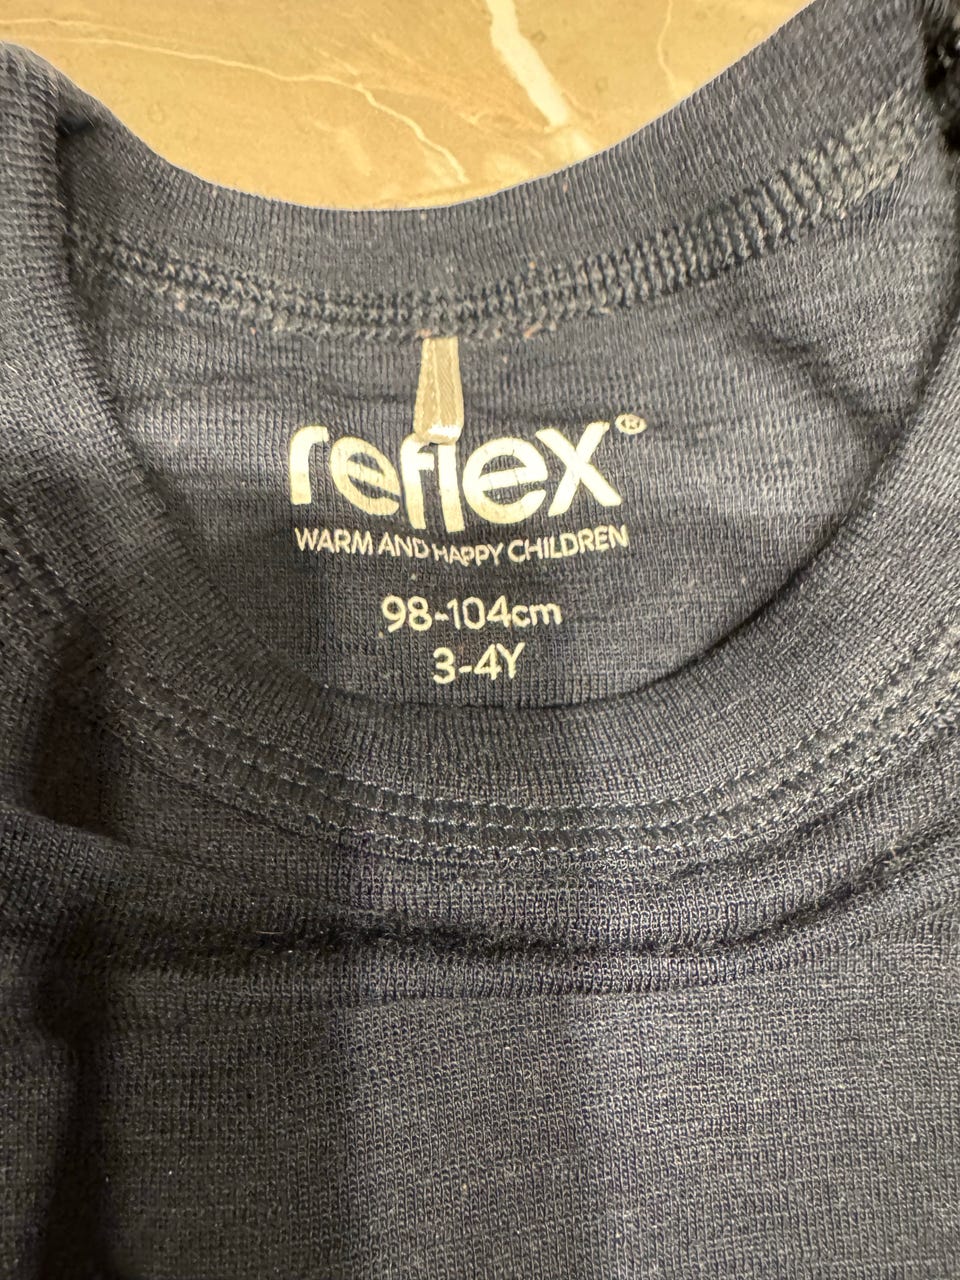 reflex®
WARM AND HAPPY CHILDREN
98-104cm
3-4Y